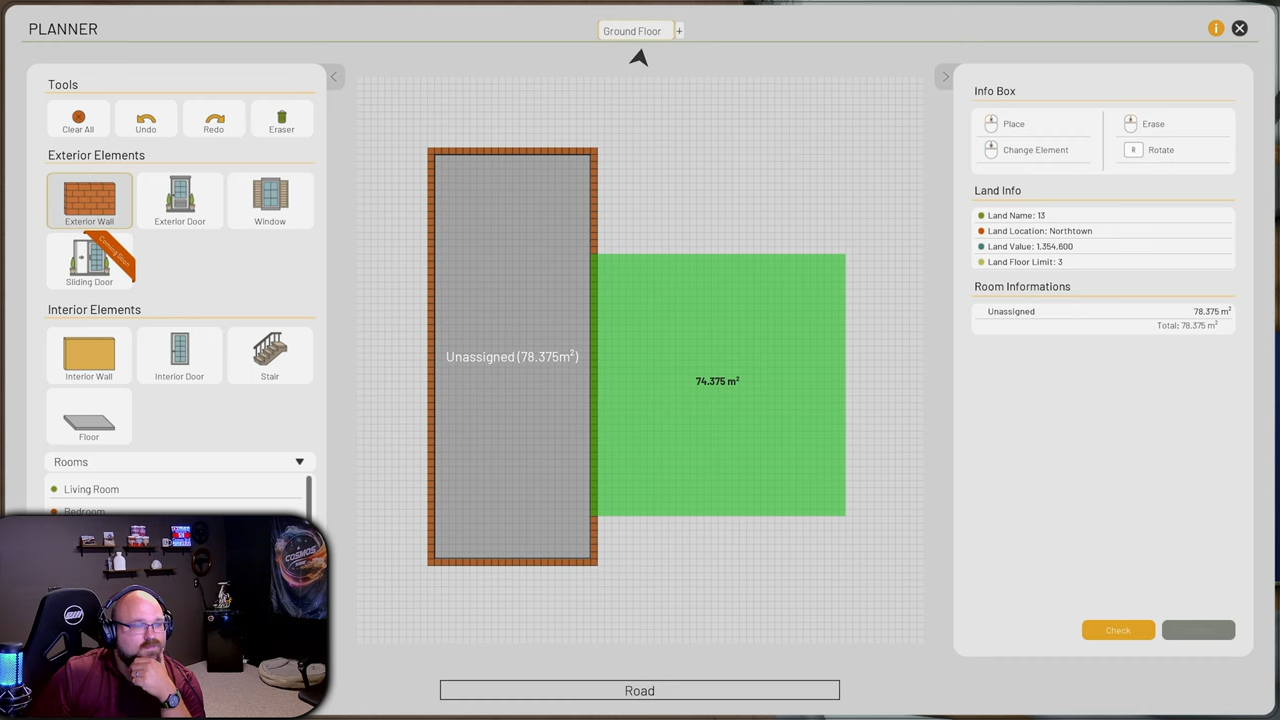 PLANNER
Ground Floor
+
Tools
Clear All
Undo
Redo
Eraser
Exterior Elements
Exterior Wall
Exterior Door
Window
Coming Soon
Sliding Door
Interior Elements
Interior Wall
Interior Door
Stair
Floor
Rooms
Living Room
Bedroom
Unassigned (78.375m²)
74.375 m²
Road
Info Box
Place
Erase
Change Element
R
Rotate
Land Info
Land Name: 13
Land Location: Northtown
Land Value: 1.354.600
Land Floor Limit: 3
Room Informations
Unassigned
78.375 m²
Total: 78.375 m²
Check
COSMOS